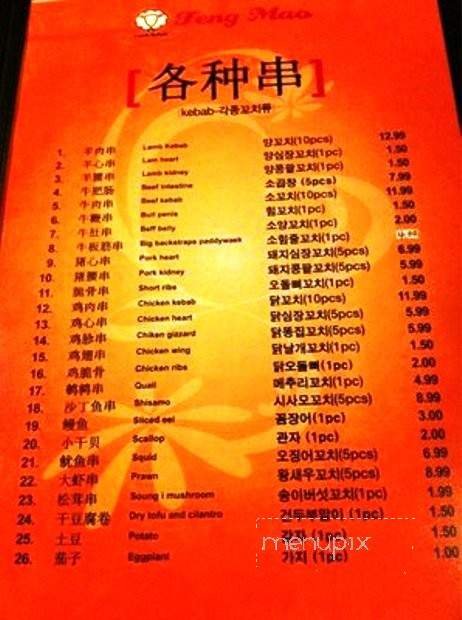 Feng Mao
[各种串]
kebab-각종꼬치류
1. 羊肉串 Lamb Kebab 양꼬치(10pcs) 12.99
2. 羊心串 Lam heart 양심장꼬치(1pc) 1.50
3. 羊腰串 Lamb kidney 양콩팥꼬치(1pc) 1.50
4. 牛肥肠 Beef intestine 소곱창 (5pcs) 7.99
5. 牛肉串 Beef kebab 소꼬치(10pcs) 11.99
6. 牛鞭串 Bull penis 힘꼬치(1pc) 1.50
7. 牛肚串 Beff belly 소양꼬치(1pc) 2.00
8. 牛板筋串 Big backstraps paddywack 소힘줄꼬치(1pc)
9. 猪心串 Pork heart 돼지심장꼬치(5pcs) 6.99
10. 猪腰串 Pork kidney 돼지콩팥꼬치(5pcs) 5.99
11. 脆骨串 Short ribs 오돌뼈꼬치(1pc) 1.50
12. 鸡肉串 Chicken kebab 닭꼬치(10pcs) 11.99
13. 鸡心串 Chicken heart 닭심장꼬치(5pcs) 5.99
14. 鸡胗串 Chiken gizzard 닭똥집꼬치(5pcs) 5.99
15. 鸡翅串 Chicken wing 닭날개꼬치(1pc) 1.50
16. 鸡脆骨 Chicken ribs 닭오돌뼈(1pc) 2.00
17. 鹌鹑串 Quail 메추리꼬치(1pc) 4.99
18. 沙丁鱼串 Shisamo 시사모꼬치(5pcs) 8.99
19. 鳗鱼 Sliced eel 꼼장어(1pc) 3.00
20. 小干贝 Scallop 관자 (1pc) 2.00
21. 鱿鱼串 Squid 오징어꼬치(5pcs) 6.99
22. 大虾串 Prawn 왕새우꼬치(5pcs) 8.99
23. 松茸串 Soung i mushroom 송이버섯꼬치(1pc) 1.99
24. 干豆腐卷 Dry tofu and cilantro 건두부말이 (1pc) 1.50
25. 土豆 Potato 감자 (1pc) 1.50
26. 茄子 Eggplant 가지 (1pc) 1.00
menupix